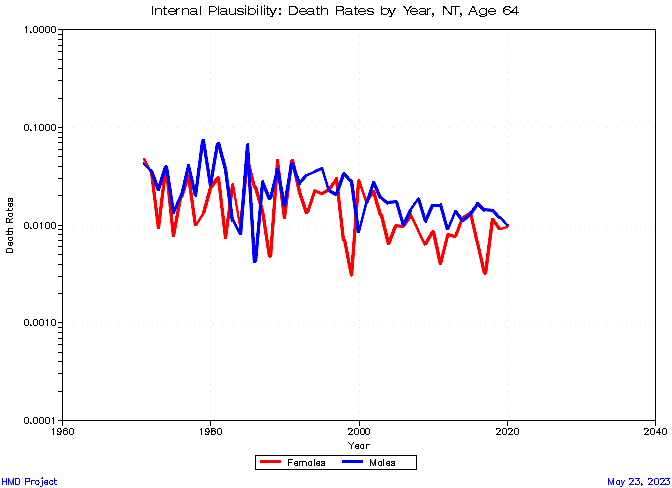 Internal Plausibility: Death Rates by Year, NT, Age 64
1.0000
0.1000
0.0100
0.0010
0.0001
Death Rates
1960
1980
2000
2020
2040
Year
Females
Males
HMD Project
May 23, 2023